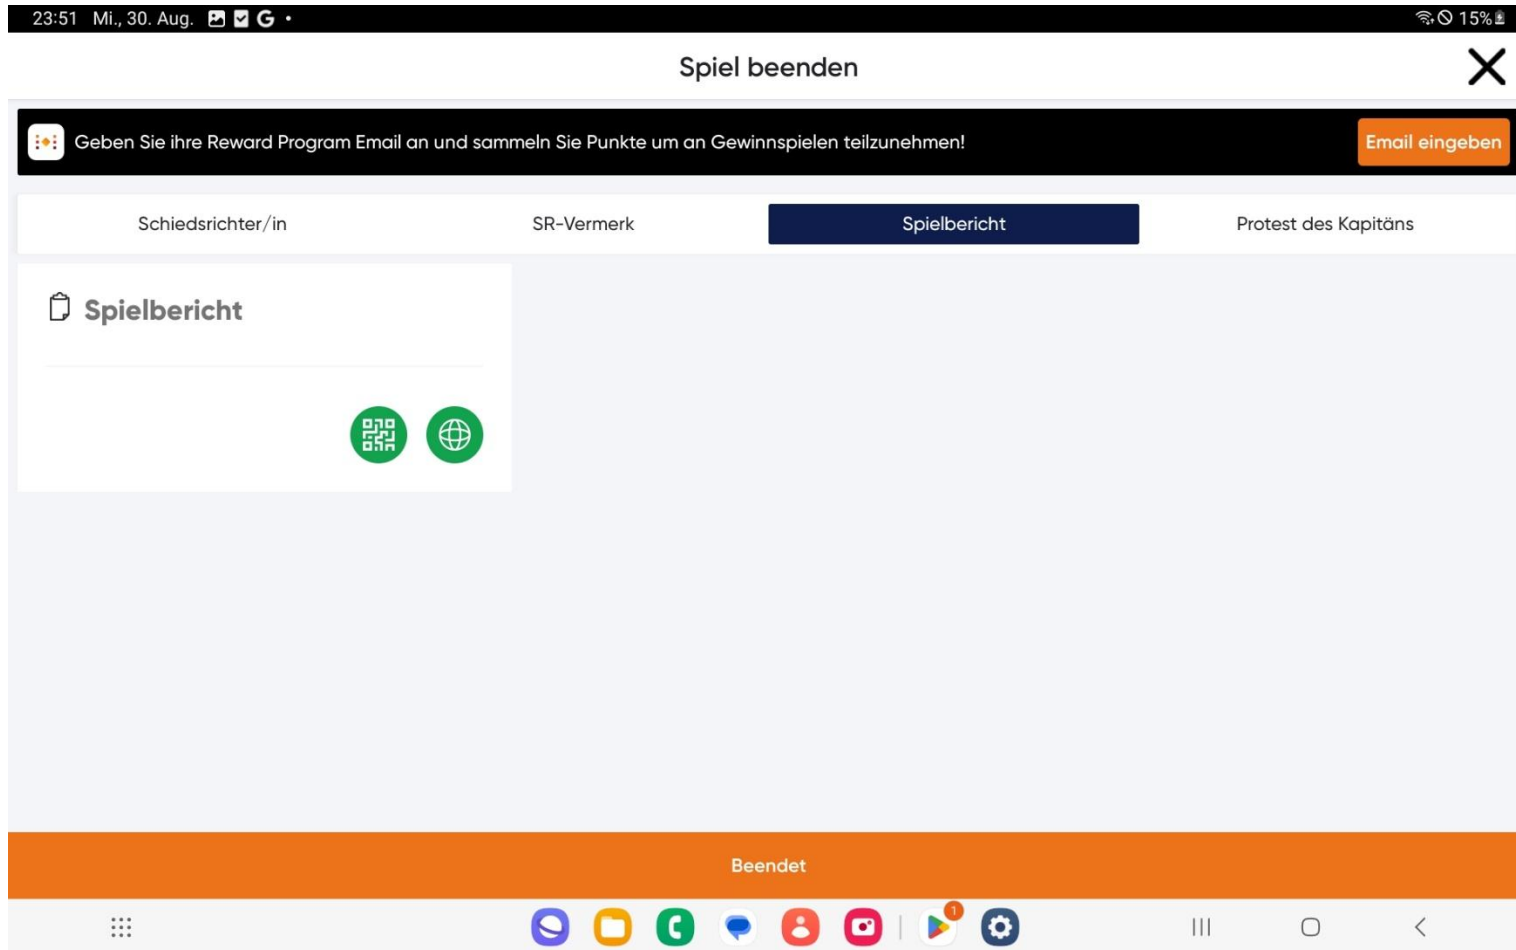 23:51 Mi., 30. Aug. G • 15%
Spiel beenden
Geben Sie ihre Reward Program Email an und sammeln Sie Punkte um an Gewinnspielen teilzunehmen! Email eingeben
Schiedsrichter/in SR-Vermerk Spielbericht Protest des Kapitäns
Spielbericht
Beendet
1